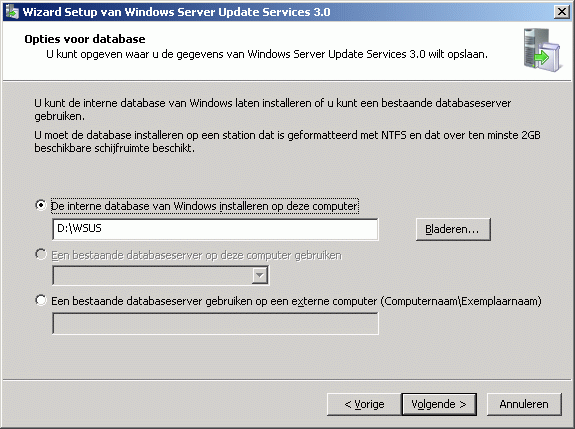 Wizard Setup van Windows Server Update Services 3.0
Opties voor database
U kunt opgeven waar u de gegevens van Windows Server Update Services 3.0 wilt opslaan.
U kunt de interne database van Windows laten installeren of u kunt een bestaande databaseserver
gebruiken.
U moet de database installeren op een station dat is geformatteerd met NTFS en dat over ten minste 2GB
beschikbare schijfruimte beschikt.
De interne database van Windows installeren op deze computer
D:\WSUS
Bladeren...
Een bestaande databaseserver op deze computer gebruiken
Een bestaande databaseserver gebruiken op een externe computer (Computernaam\Exemplaarnaam)
< Vorige
Volgende >
Annuleren